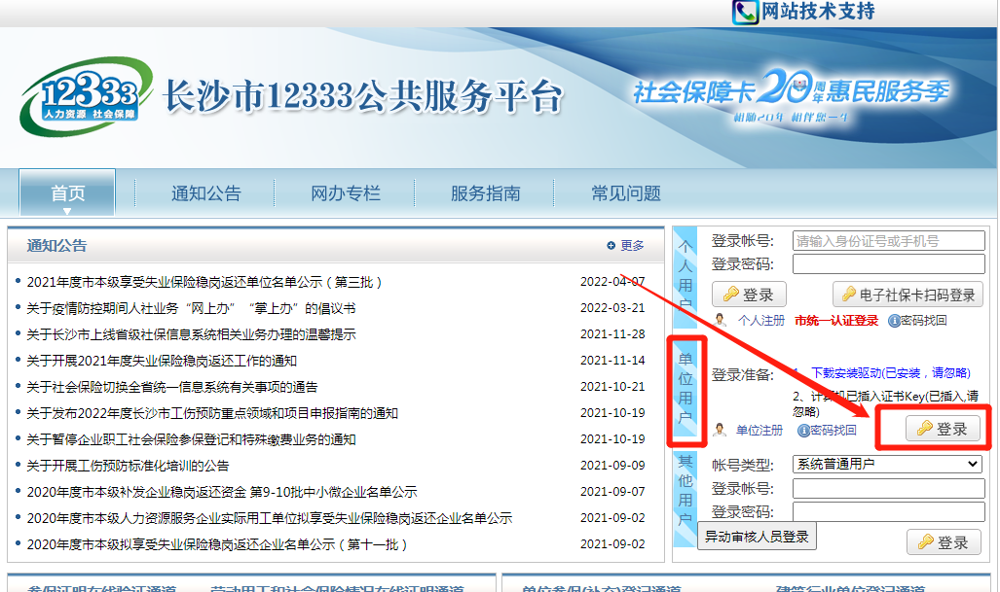 网站技术支持
12333
人力资源 社会保障
长沙市12333公共服务平台
社会保障卡20周年惠民服务季
相顾20年 相伴您一生
首页
通知公告
网办专栏
服务指南
常见问题
通知公告
更多
2021年度市本级享受失业保险稳岗返还单位名单公示（第三批）
2022-04-07
关于疫情防控期间人社业务“网上办”“掌上办”的倡议书
2022-03-21
关于长沙市上线省级社保信息系统相关业务办理的温馨提示
2021-11-28
关于开展2021年度失业保险稳岗返还工作的通知
2021-11-14
关于社会保险切换全省统一信息系统有关事项的通告
2021-10-21
关于发布2022年度长沙市工伤预防重点领域和项目申报指南的通知
2021-10-19
关于暂停企业职工社会保险参保登记和特殊缴费业务的通知
2021-10-19
关于开展工伤预防标准化培训的公告
2021-09-09
2020年度市本级补发企业稳岗返还资金 第9-10批中小微企业名单公示
2021-09-07
2020年度市本级人力资源服务企业实际用工单位拟享受失业保险稳岗返还企业名单公示
2021-09-02
2020年度市本级拟享受失业保险稳岗返还企业名单公示（第十一批）
2021-09-02
个人用户
登录帐号:
请输入身份证号或手机号
登录密码:
登录
电子社保卡扫码登录
个人注册
市统一认证登录
密码找回
单位用户
登录准备:
1、下载安装驱动(已安装，请忽略)
2、计算机已插入证书Key(已插入,请
忽略)
单位注册
密码找回
登录
其他用户
帐号类型:
系统普通用户
登录帐号:
登录密码:
异动审核人员登录
登录
参保证明在线验证通道
劳动用工和社会保险情况在线证明通道
单位参保(补充)登记通道
建筑行业单位登记通道